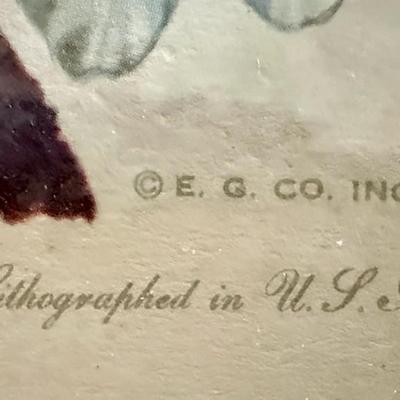 © E. G. CO. INC
Lithographed in U. S.